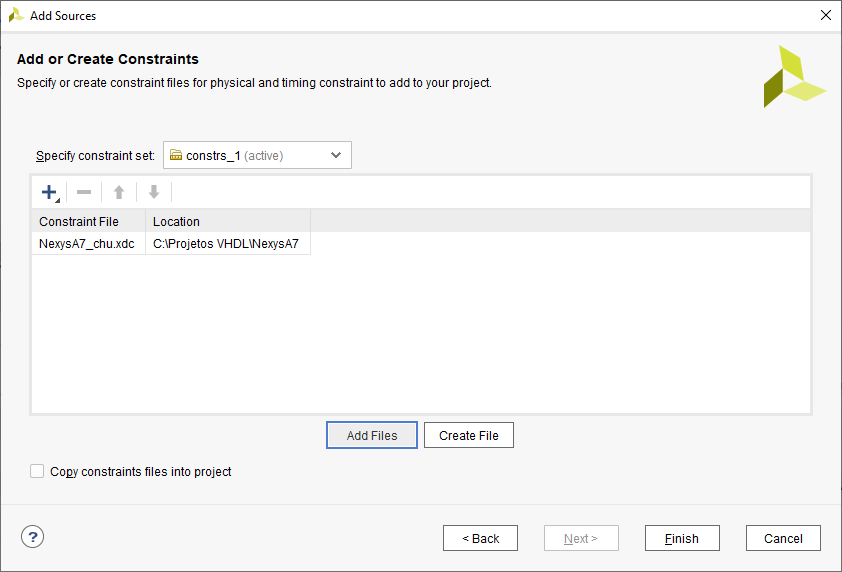 Add Sources
Add or Create Constraints
Specify or create constraint files for physical and timing constraint to add to your project.
Specify constraint set: constrs_1 (active)
Constraint File Location
NexysA7_chu.xdc C:\Projetos VHDL\NexysA7
Add Files Create File
Copy constraints files into project
? < Back Next > Finish Cancel